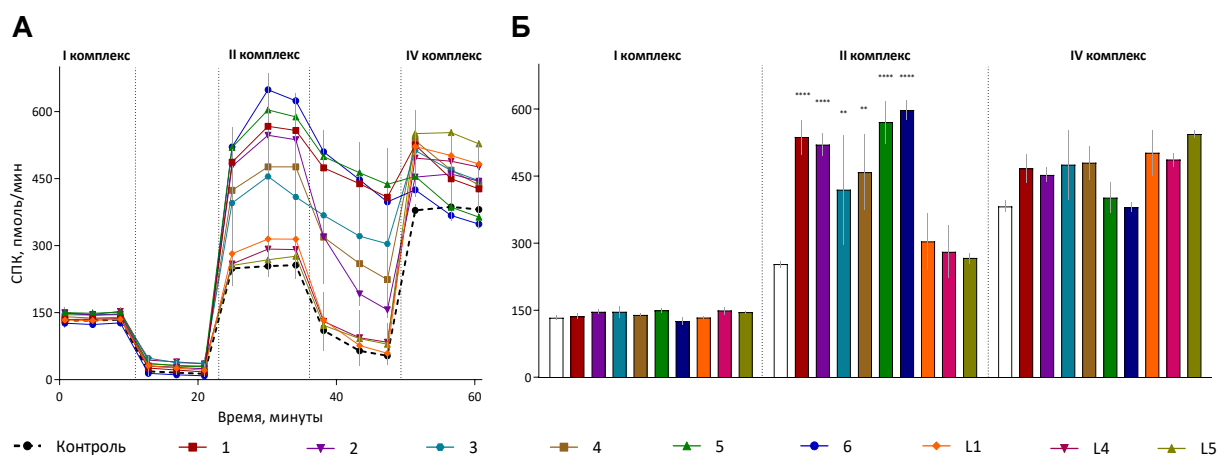 А
Б
I комплекс
II комплекс
IV комплекс
I комплекс
II комплекс
IV комплекс
СПК, пмоль/мин
600
450
300
150
0
0
20
40
60
Время, минуты
600
450
300
150
0
****
****
**
**
****
****
Контроль
1
2
3
4
5
6
L1
L4
L5